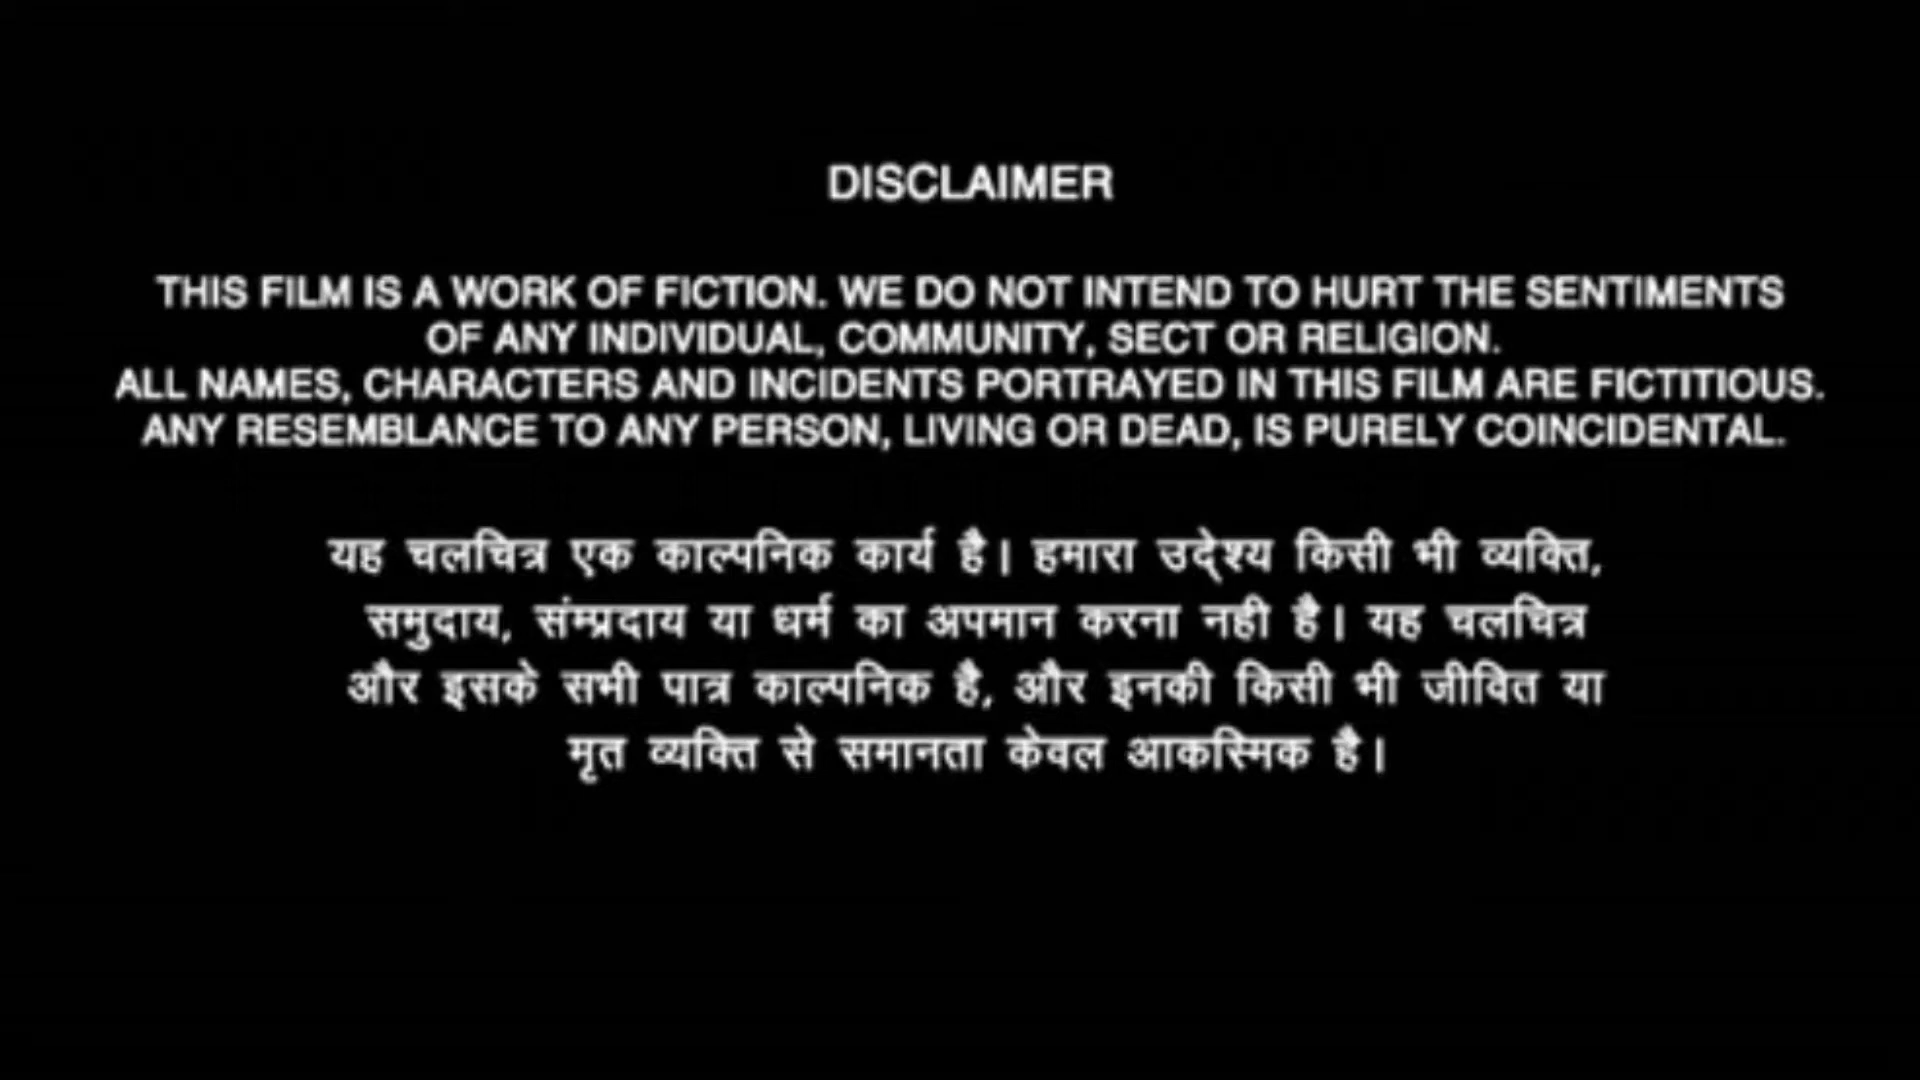 DISCLAIMER
THIS FILM IS A WORK OF FICTION. WE DO NOT INTEND TO HURT THE SENTIMENTS
OF ANY INDIVIDUAL, COMMUNITY, SECT OR RELIGION.
ALL NAMES, CHARACTERS AND INCIDENTS PORTRAYED IN THIS FILM ARE FICTITIOUS.
ANY RESEMBLANCE TO ANY PERSON, LIVING OR DEAD, IS PURELY COINCIDENTAL.
यह चलचित्र एक काल्पनिक कार्य है। हमारा उद्देश्य किसी भी व्यक्ति,
समुदाय, संम्प्रदाय या धर्म का अपमान करना नही है। यह चलचित्र
और इसके सभी पात्र काल्पनिक है, और इनकी किसी भी जीवित या
मृत व्यक्ति से समानता केवल आकस्मिक है।